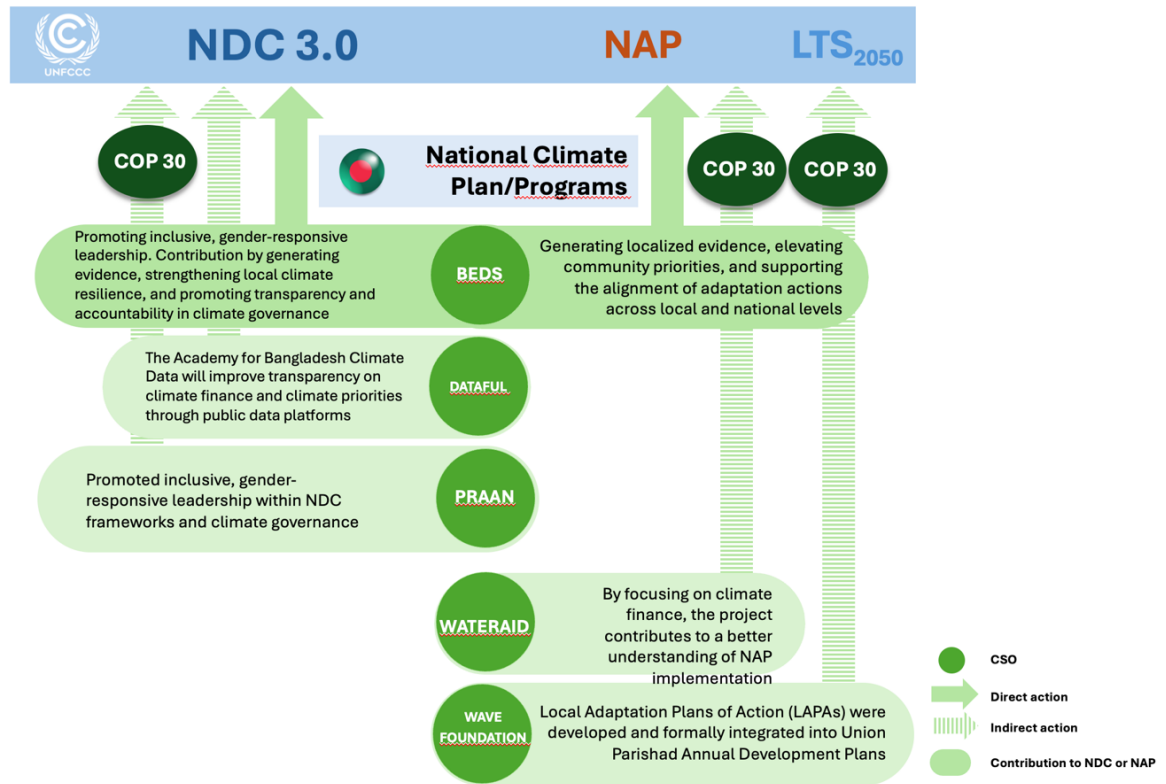 UNFCCC
NDC 3.0
NAP
LTS2050
COP 30
National Climate
Plan/Programs
COP 30
COP 30
Promoting inclusive, gender-responsive
leadership. Contribution by generating
evidence, strengthening local climate
resilience, and promoting transparency and
accountability in climate governance
BEDS
Generating localized evidence, elevating
community priorities, and supporting
the alignment of adaptation actions
across local and national levels
The Academy for Bangladesh Climate
Data will improve transparency on
climate finance and climate priorities
through public data platforms
DATAFUL
Promoted inclusive, gender-
responsive leadership within NDC
frameworks and climate governance
PRAAN
WATERAID
By focusing on climate
finance, the project
contributes to a better
understanding of NAP
implementation
WAVE
FOUNDATION
Local Adaptation Plans of Action (LAPAs) were
developed and formally integrated into Union
Parishad Annual Development Plans
CSO
Direct action
Indirect action
Contribution to NDC or NAP